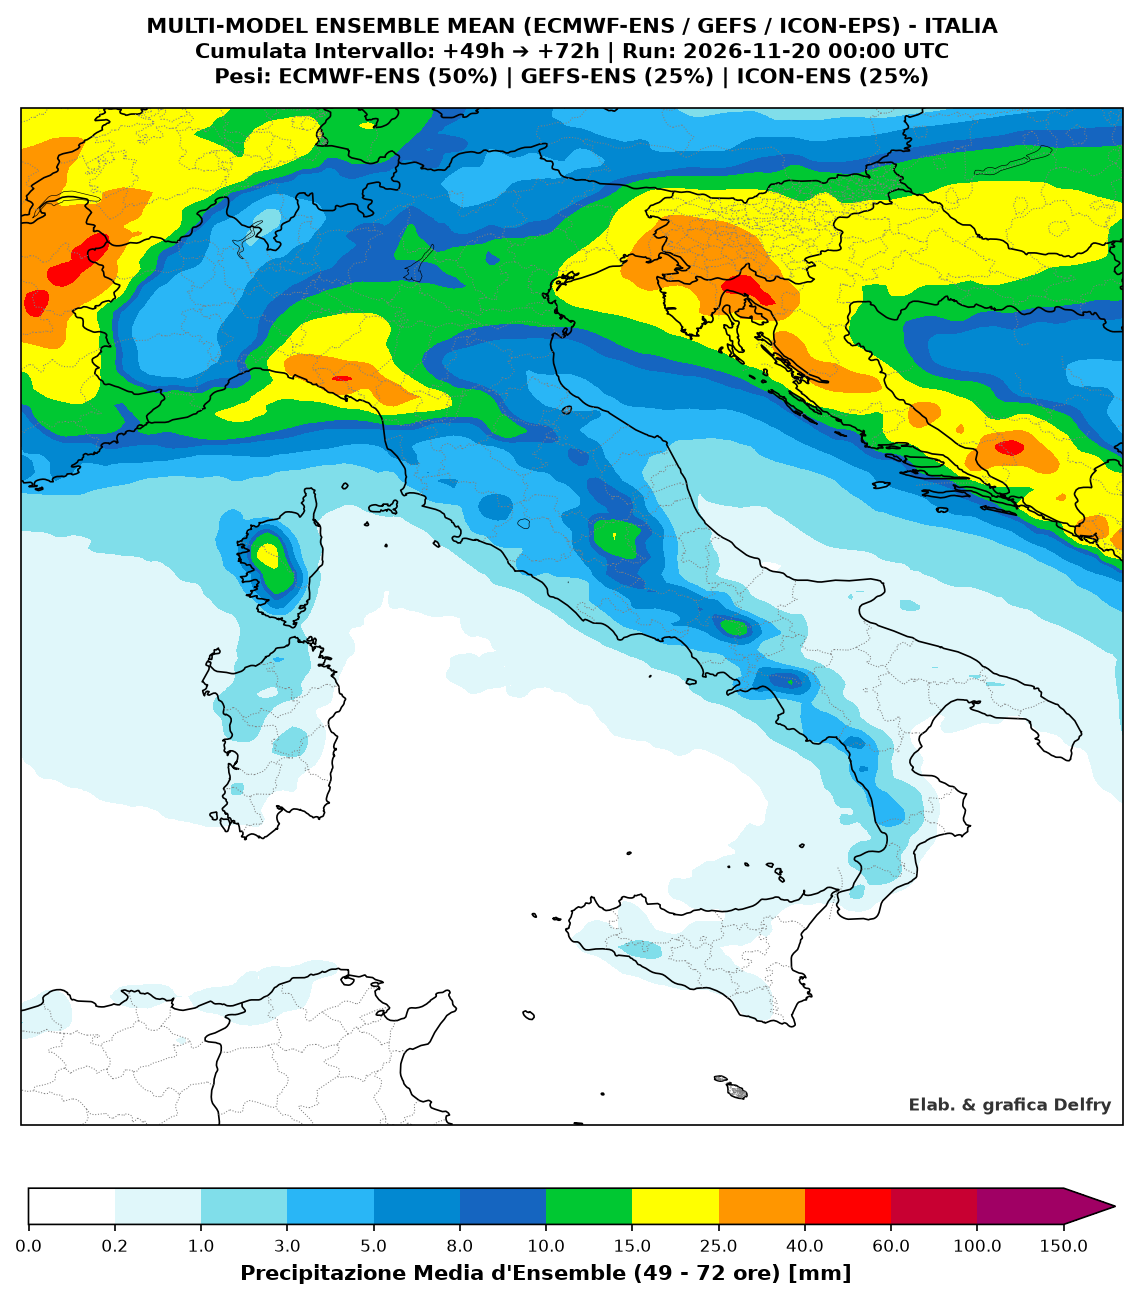 MULTI-MODEL ENSEMBLE MEAN (ECMWF-ENS / GEFS / ICON-EPS) - ITALIA
Cumulata Intervallo: +49h → +72h | Run: 2026-11-20 00:00 UTC
Pesi: ECMWF-ENS (50%) | GEFS-ENS (25%) | ICON-ENS (25%)
Elab. & grafica Delfry
0.0 0.2 1.0 3.0 5.0 8.0 10.0 15.0 25.0 40.0 60.0 100.0 150.0
Precipitazione Media d'Ensemble (49 - 72 ore) [mm]